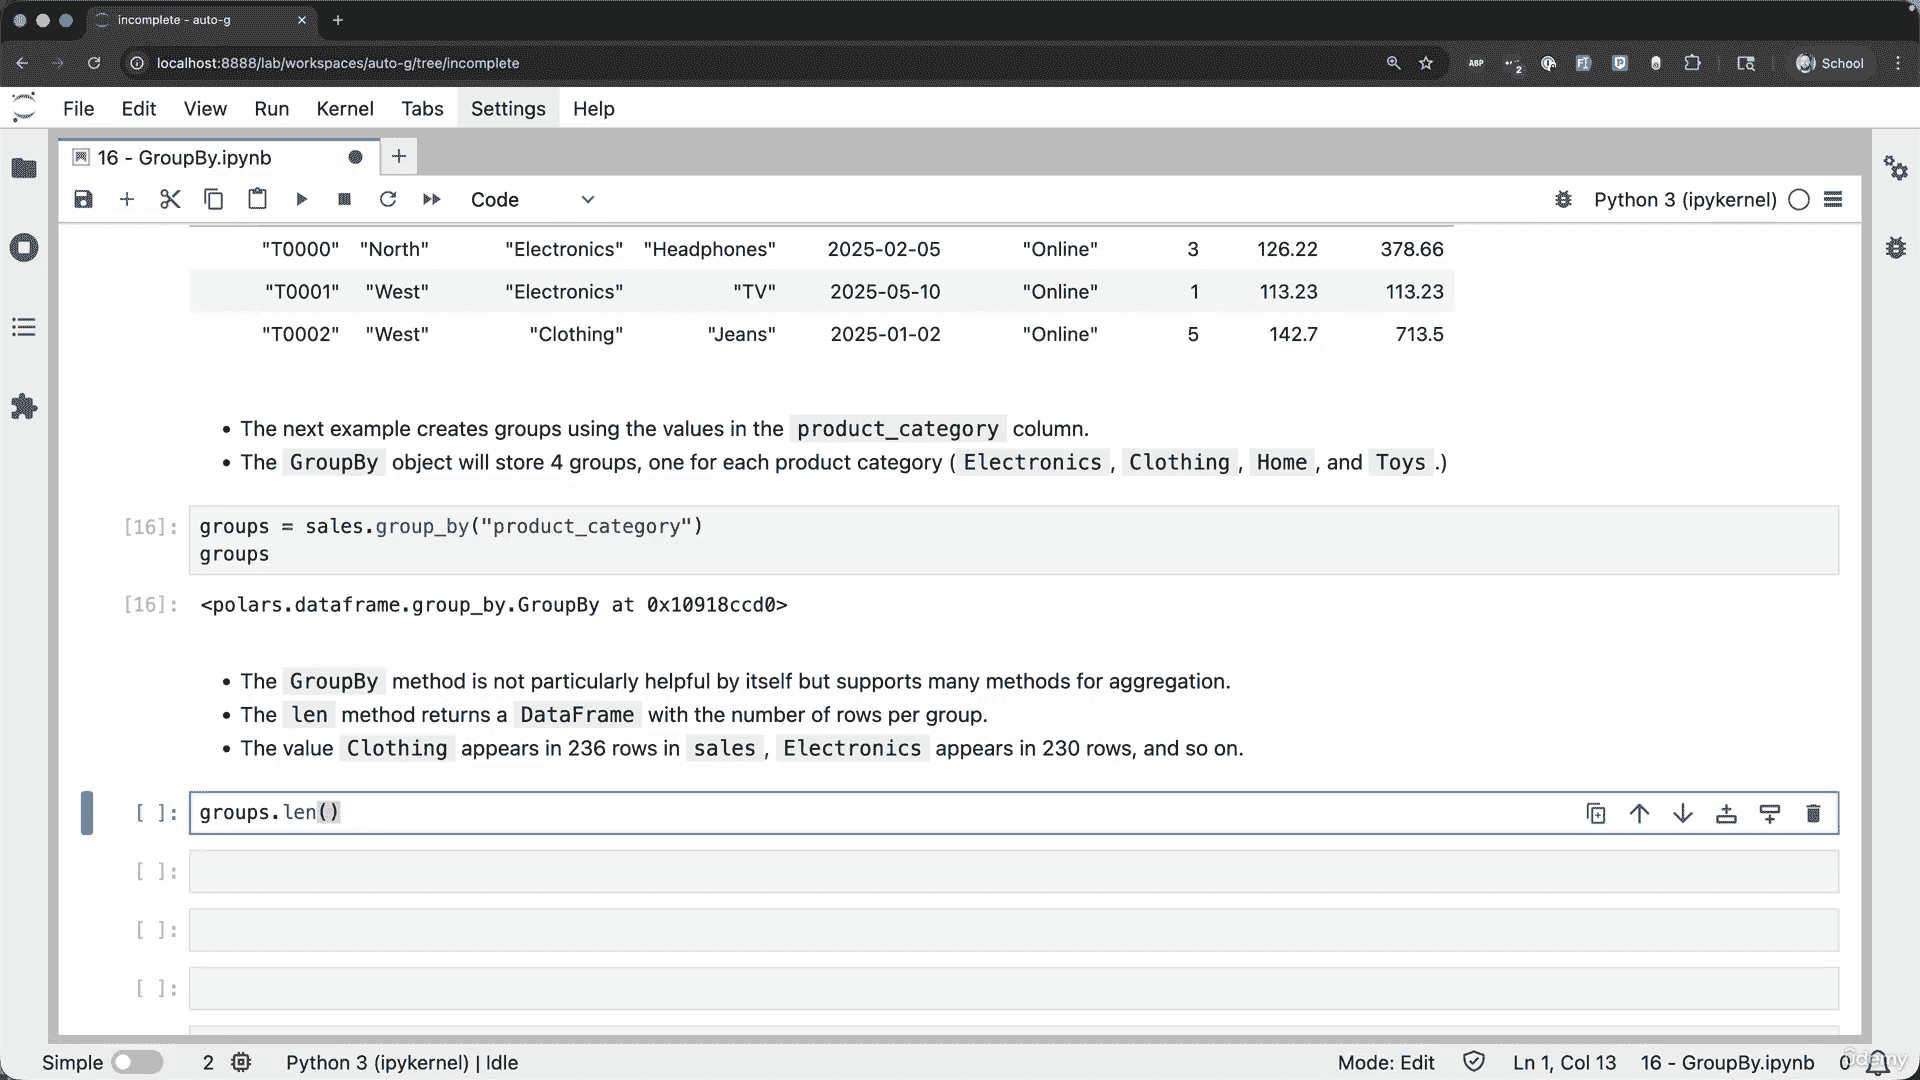 incomplete - auto-g
localhost:8888/lab/workspaces/auto-g/tree/incomplete
ABP
2
School
File Edit View Run Kernel Tabs Settings Help
16 - GroupBy.ipynb
Code
Python 3 (ipykernel)
"T0000" "North" "Electronics" "Headphones" 2025-02-05 "Online" 3 126.22 378.66
"T0001" "West" "Electronics" "TV" 2025-05-10 "Online" 1 113.23 113.23
"T0002" "West" "Clothing" "Jeans" 2025-01-02 "Online" 5 142.7 713.5
• The next example creates groups using the values in the product_category column.
• The GroupBy object will store 4 groups, one for each product category ( Electronics , Clothing , Home , and Toys .)
[16]: groups = sales.group_by("product_category")
groups
[16]: <polars.dataframe.group_by.GroupBy at 0x10918ccd0>
• The GroupBy method is not particularly helpful by itself but supports many methods for aggregation.
• The len method returns a DataFrame with the number of rows per group.
• The value Clothing appears in 236 rows in sales , Electronics appears in 230 rows, and so on.
[ ]: groups.len()
[ ]:
[ ]:
[ ]:
Simple 2 Python 3 (ipykernel) | Idle Mode: Edit Ln 1, Col 13 16 - GroupBy.ipynb 0
udemy